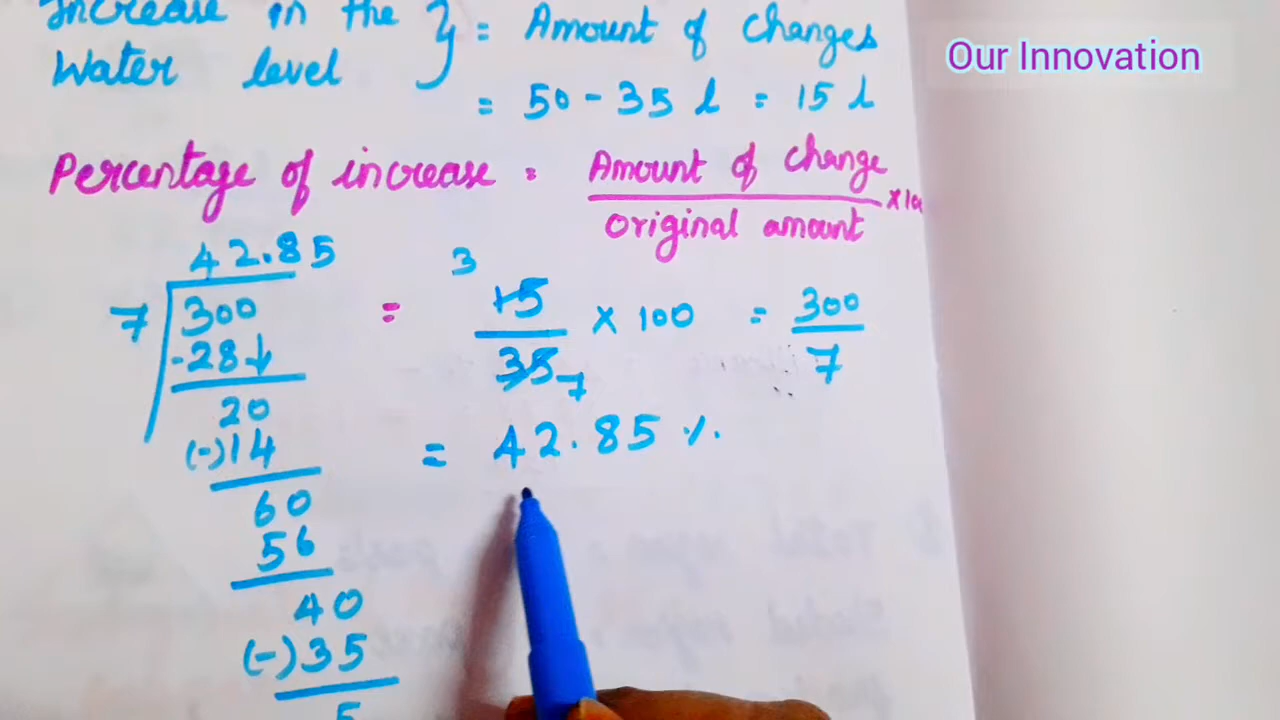 Increase in the } = Amount of changes
Water level
= 50 - 35 l = 15 l
Our Innovation
Percentage of increase = Amount of change / original amount × 100
= 15/35 × 100 = 300/7
3
7
= 42.85 %
42.85
7 300
-28↓
20
(-)14
60
56
40
(-)35
5